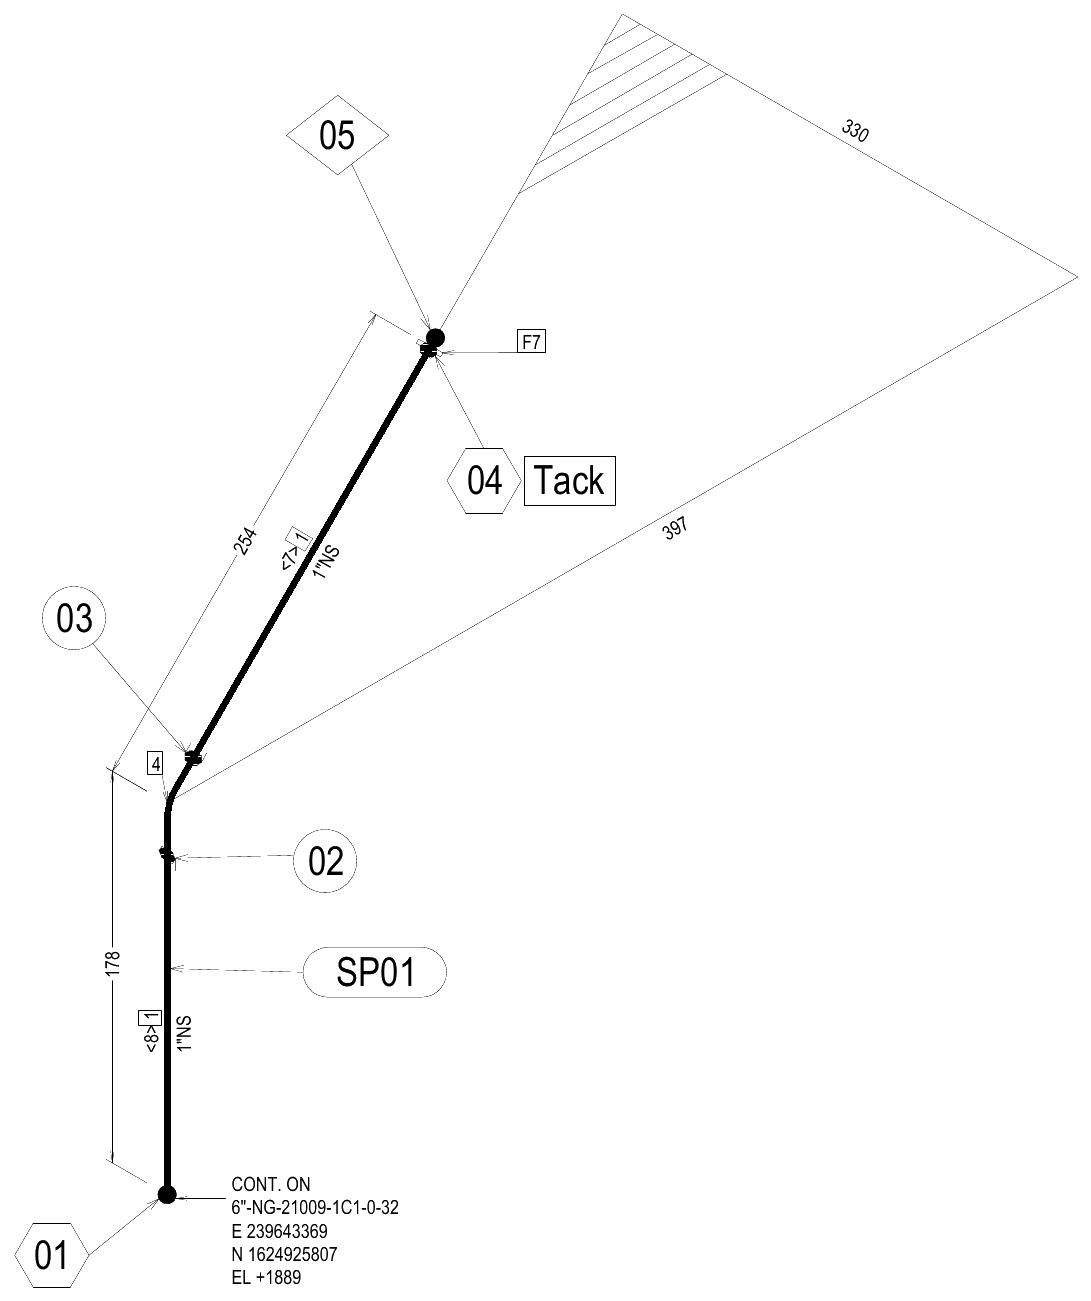 330
05
F7
04
Tack
254
<7> 1
1"NS
397
03
4
02
178
SP01
<8> 1
1"NS
CONT. ON
6"-NG-21009-1C1-0-32
E 239643369
N 1624925807
EL +1889
01